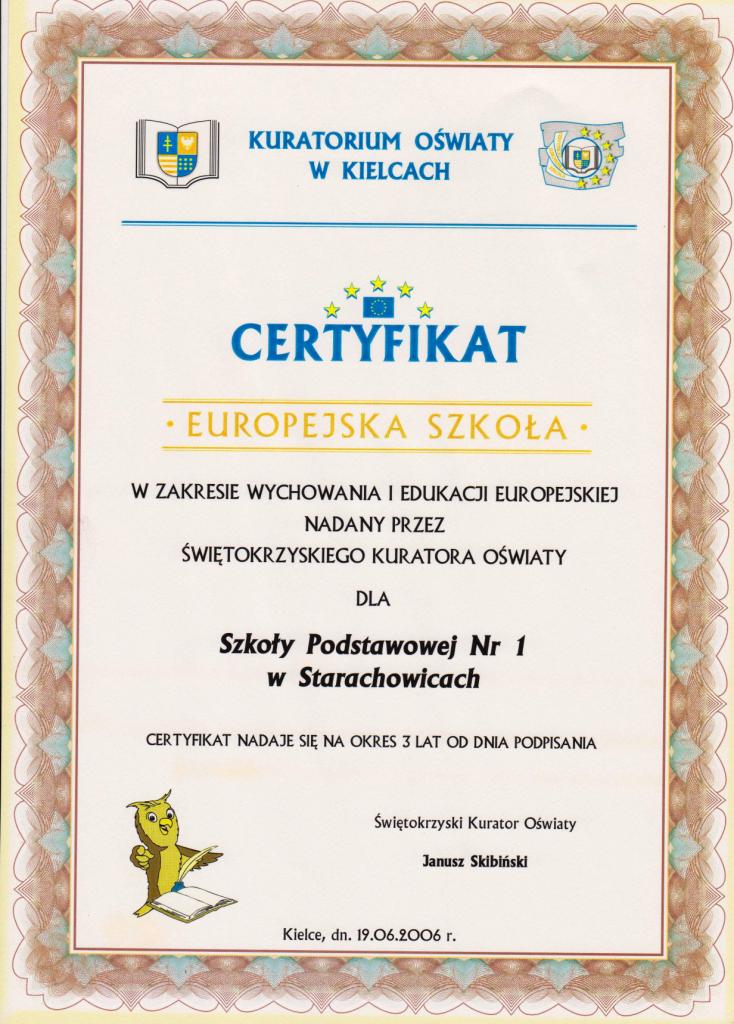 KURATORIUM OŚWIATY
W KIELCACH
CERTYFIKAT
• EUROPEJSKA SZKOŁA •
W ZAKRESIE WYCHOWANIA I EDUKACJI EUROPEJSKIEJ
NADANY PRZEZ
ŚWIĘTOKRZYSKIEGO KURATORA OŚWIATY
DLA
Szkoły Podstawowej Nr 1
w Starachowicach
CERTYFIKAT NADAJE SIĘ NA OKRES 3 LAT OD DNIA PODPISANIA
Świętokrzyski Kurator Oświaty
Janusz Skibiński
Kielce, dn. 19.06.2006 r.